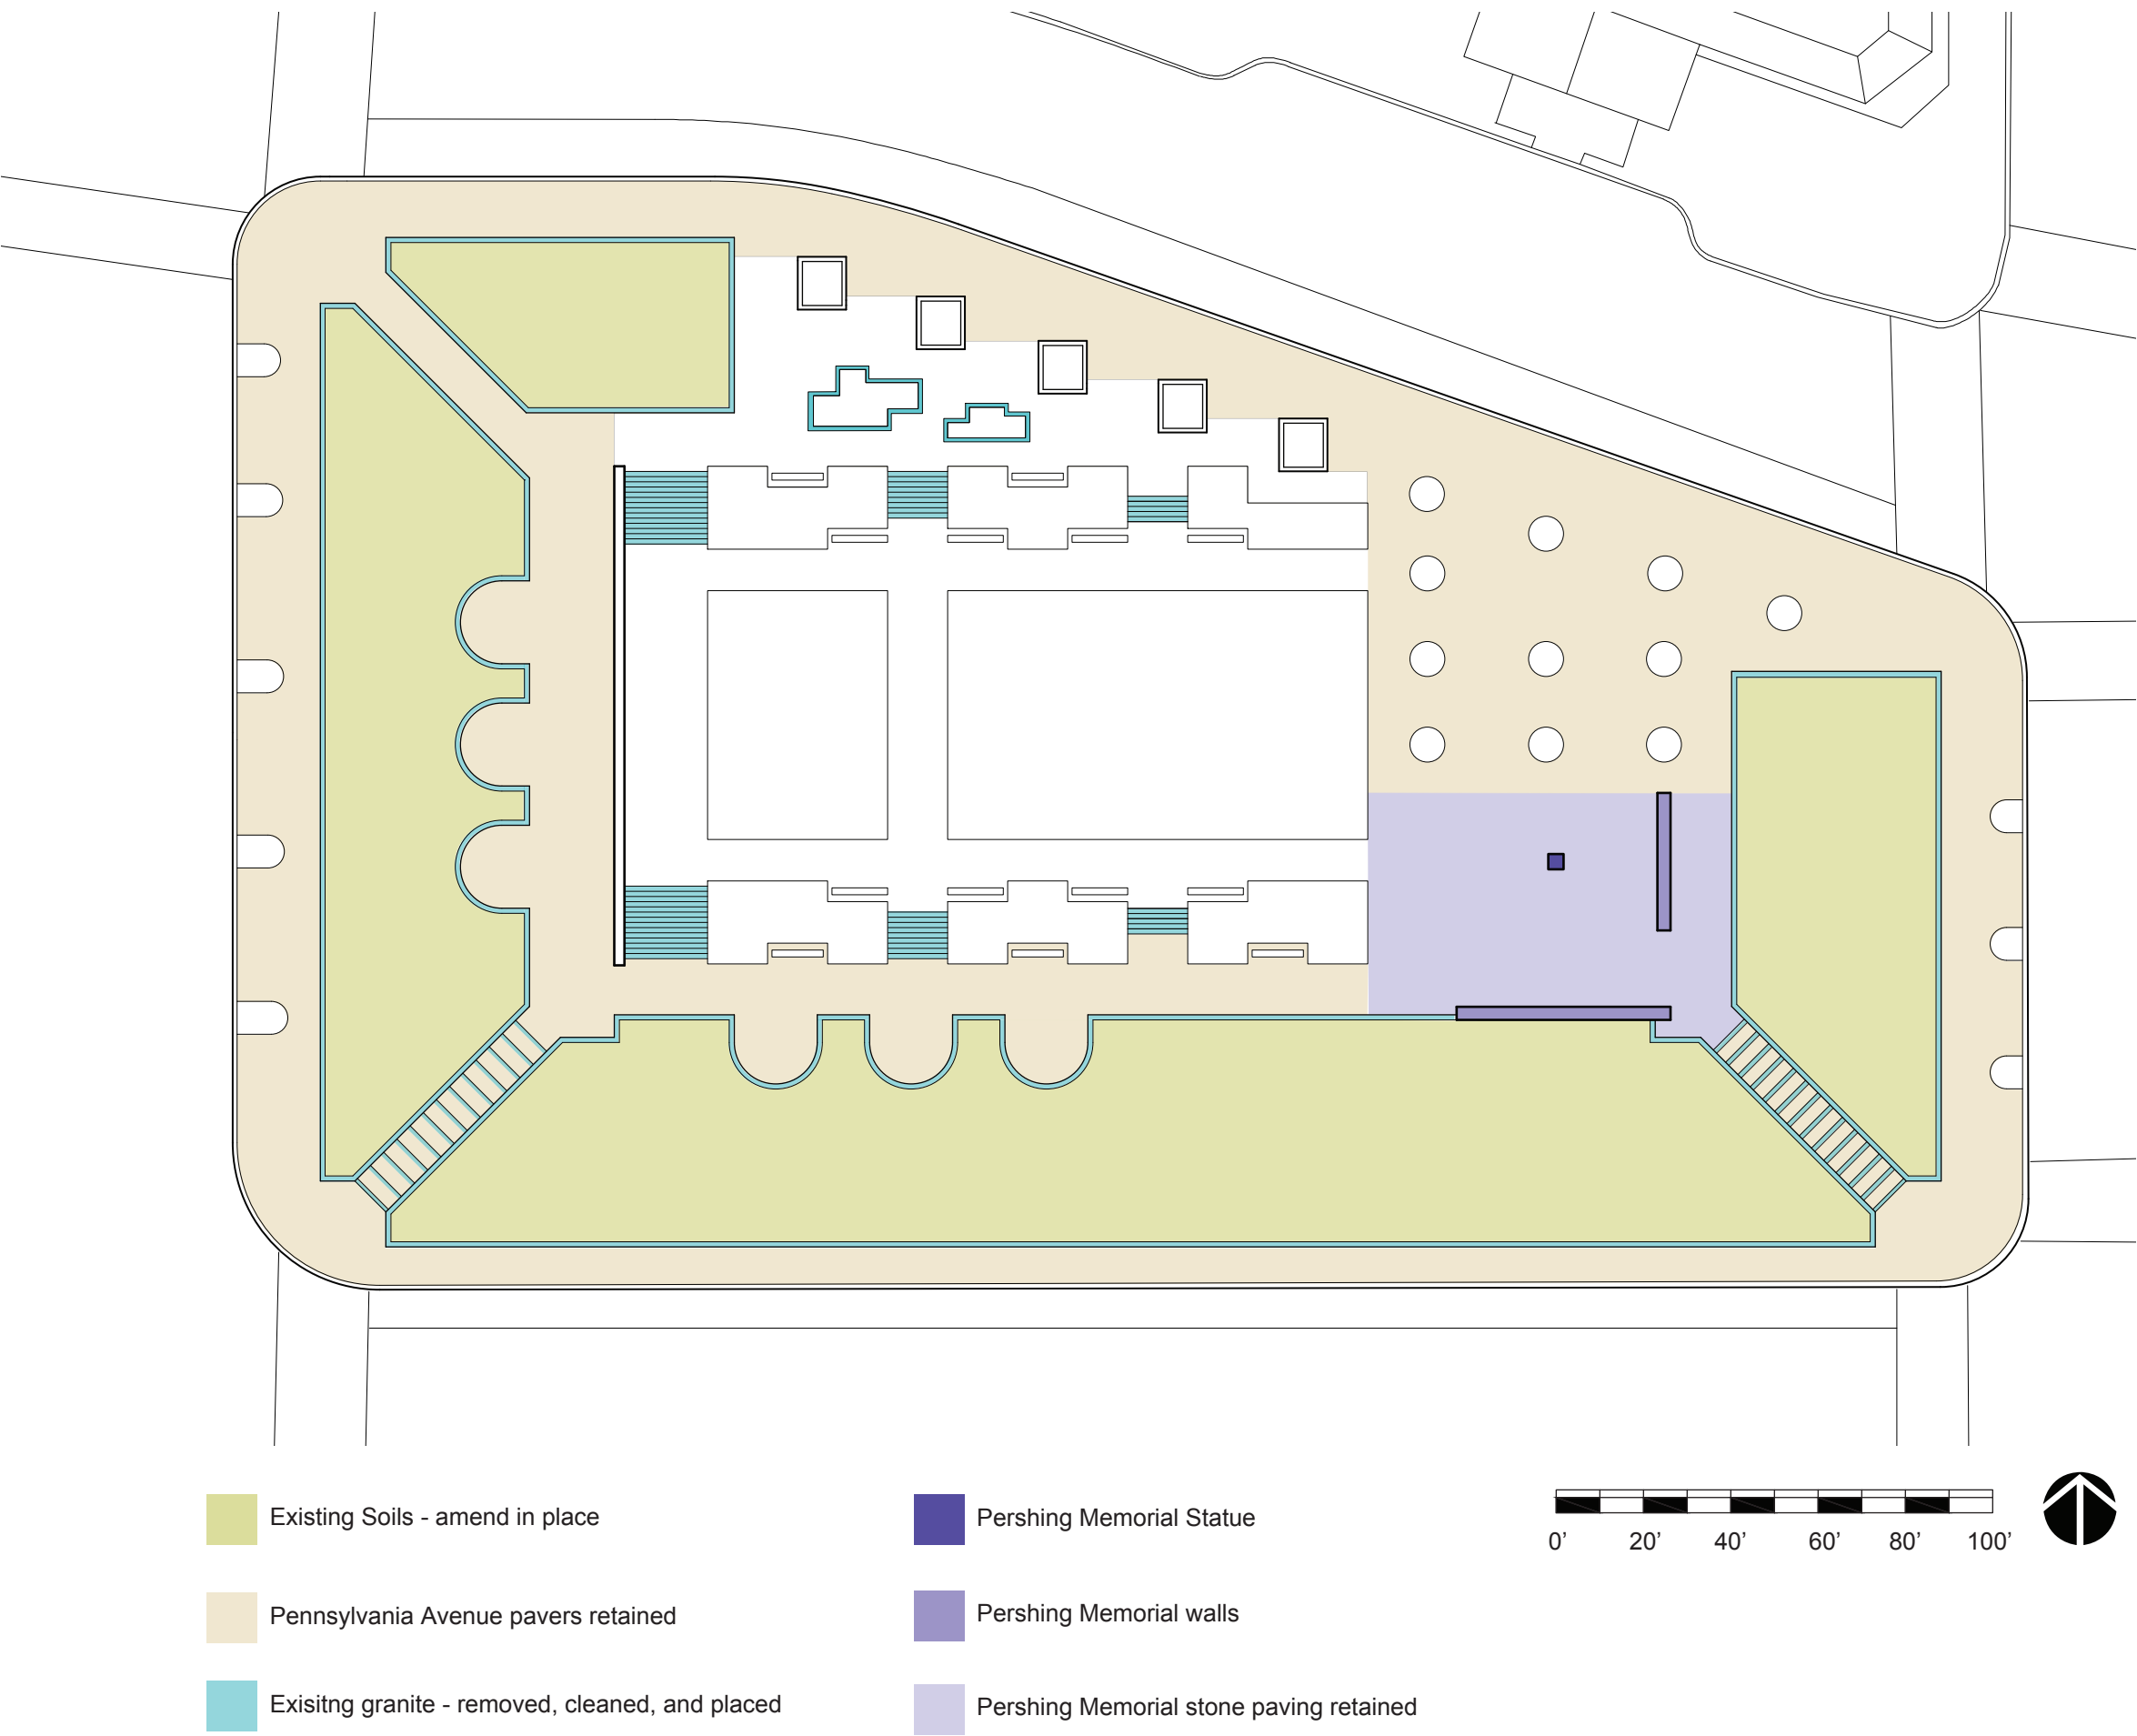 Existing Soils - amend in place
Pennsylvania Avenue pavers retained
Exisitng granite - removed, cleaned, and placed
Pershing Memorial Statue
Pershing Memorial walls
Pershing Memorial stone paving retained
0’ 20’ 40’ 60’ 80’ 100’